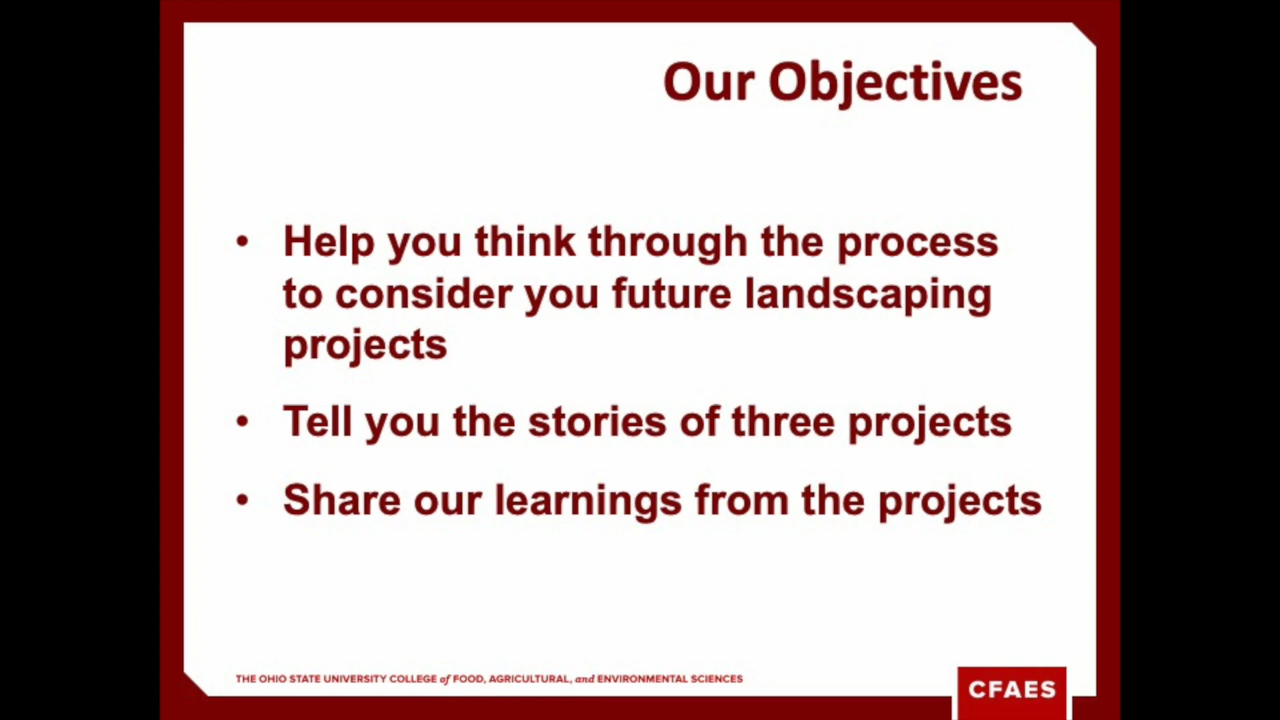 Our Objectives
• Help you think through the process
to consider you future landscaping
projects
• Tell you the stories of three projects
• Share our learnings from the projects
THE OHIO STATE UNIVERSITY COLLEGE of FOOD, AGRICULTURAL, and ENVIRONMENTAL SCIENCES
CFAES